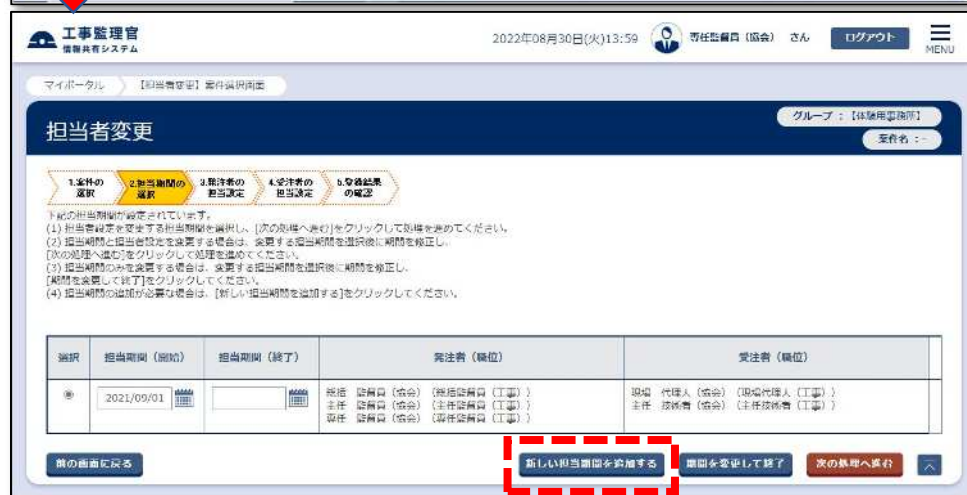 工事監理官
情報共有システム
2022年08月30日(火)13:59
専任監督員（協会） さん
ログアウト
MENU
マイポータル
【担当者変更】案件選択画面
担当者変更
グループ：【体験用事務所】
案件名：-
1.案件の
選択
2.担当期間の
選択
3.発注者の
担当設定
4.受注者の
担当設定
5.登録結果
の確認
下記の担当期間が設定されています。
(1) 担当者設定を変更する担当期間を選択し、[次の処理へ進む]をクリックして処理を進めてください。
(2) 担当期間と担当者設定を変更する場合は、変更する担当期間を選択後に期間を修正し、
[次の処理へ進む]をクリックして処理を進めてください。
(3) 担当期間のみを変更する場合は、変更する担当期間を選択後に期間を修正し、
[期間を変更して終了]をクリックしてください。
(4) 担当期間の追加が必要な場合は、[新しい担当期間を追加する]をクリックしてください。
選択
担当期間（開始）
担当期間（終了）
発注者（職位）
受注者（職位）
2021/09/01
総括 監督員（協会）（総括監督員（工事））
主任 監督員（協会）（主任監督員（工事））
専任 監督員（協会）（専任監督員（工事））
現場 代理人（協会）（現場代理人（工事））
主任 技術者（協会）（主任技術者（工事））
前の画面に戻る
新しい担当期間を追加する
期間を変更して終了
次の処理へ進む